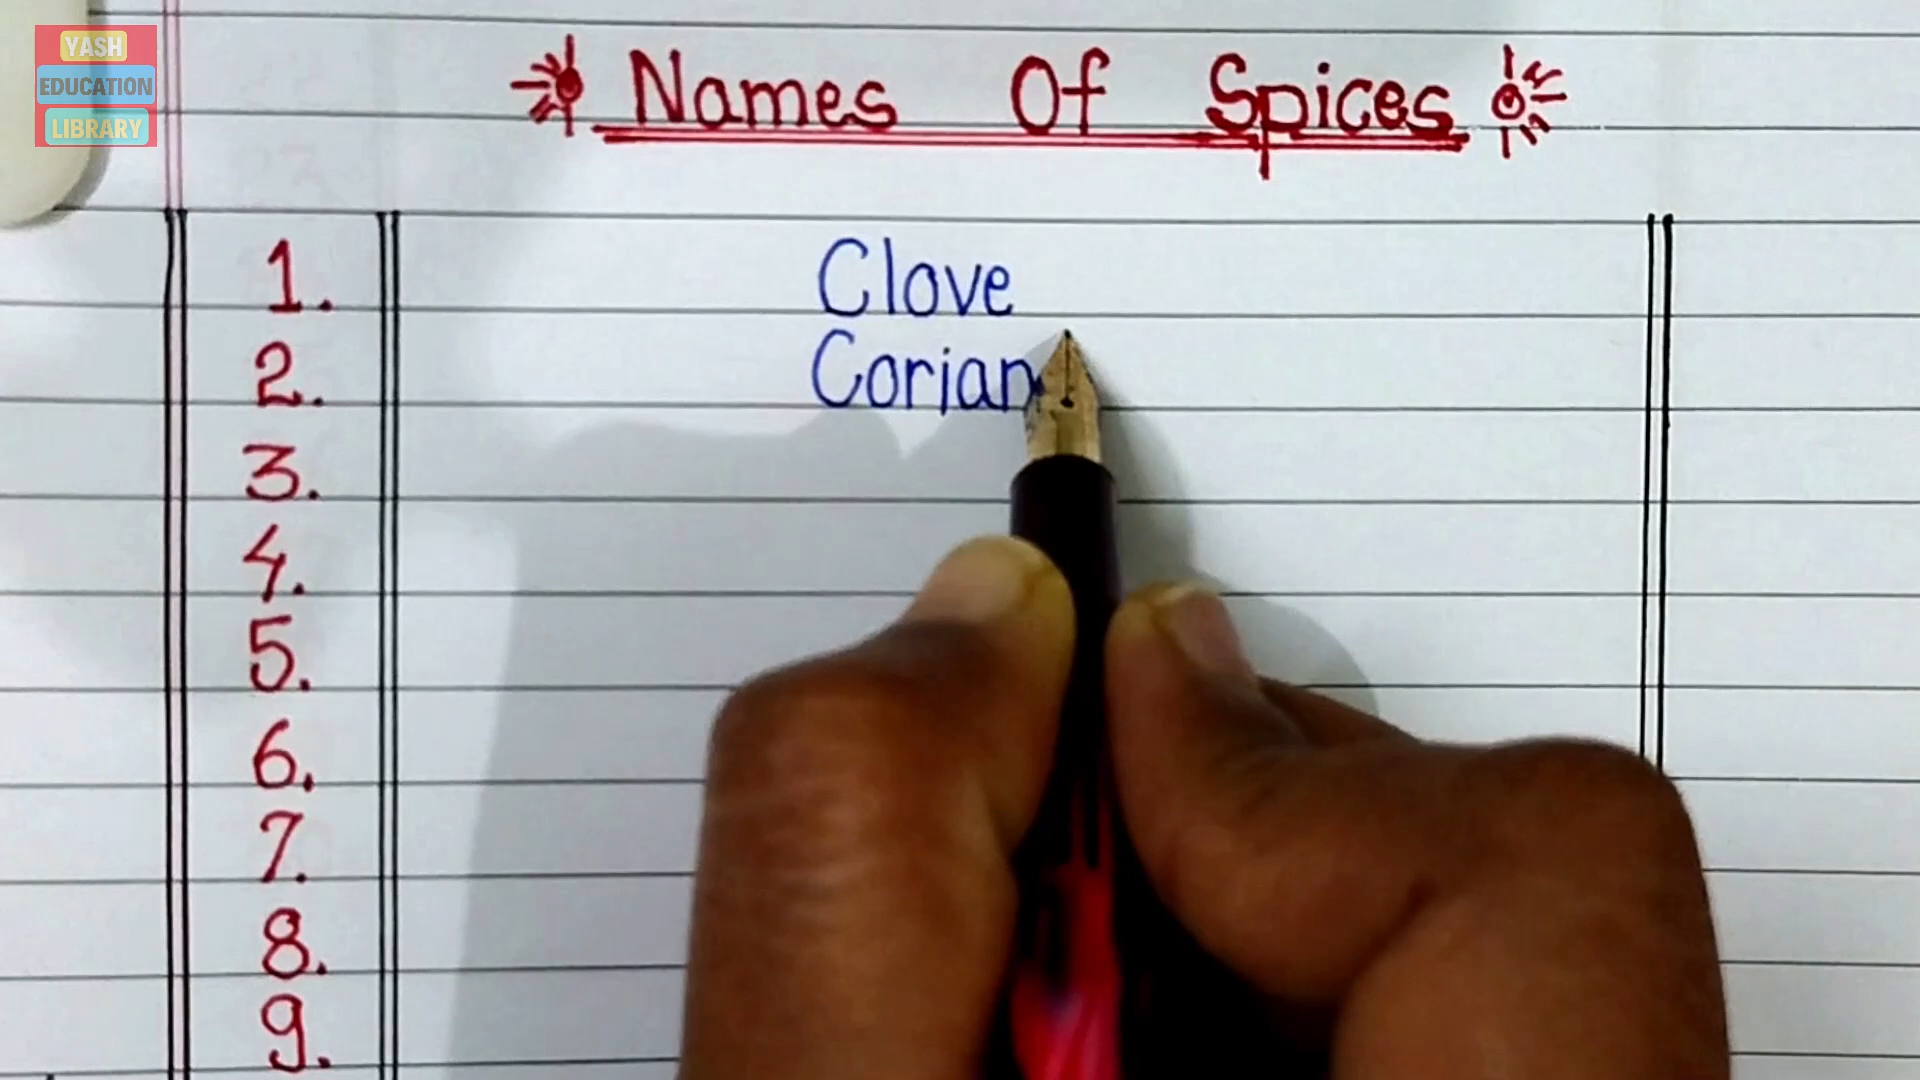 YASH
EDUCATION
LIBRARY
Names Of Spices
1. Clove
2. Corian
3.
4.
5.
6.
7.
8.
9.